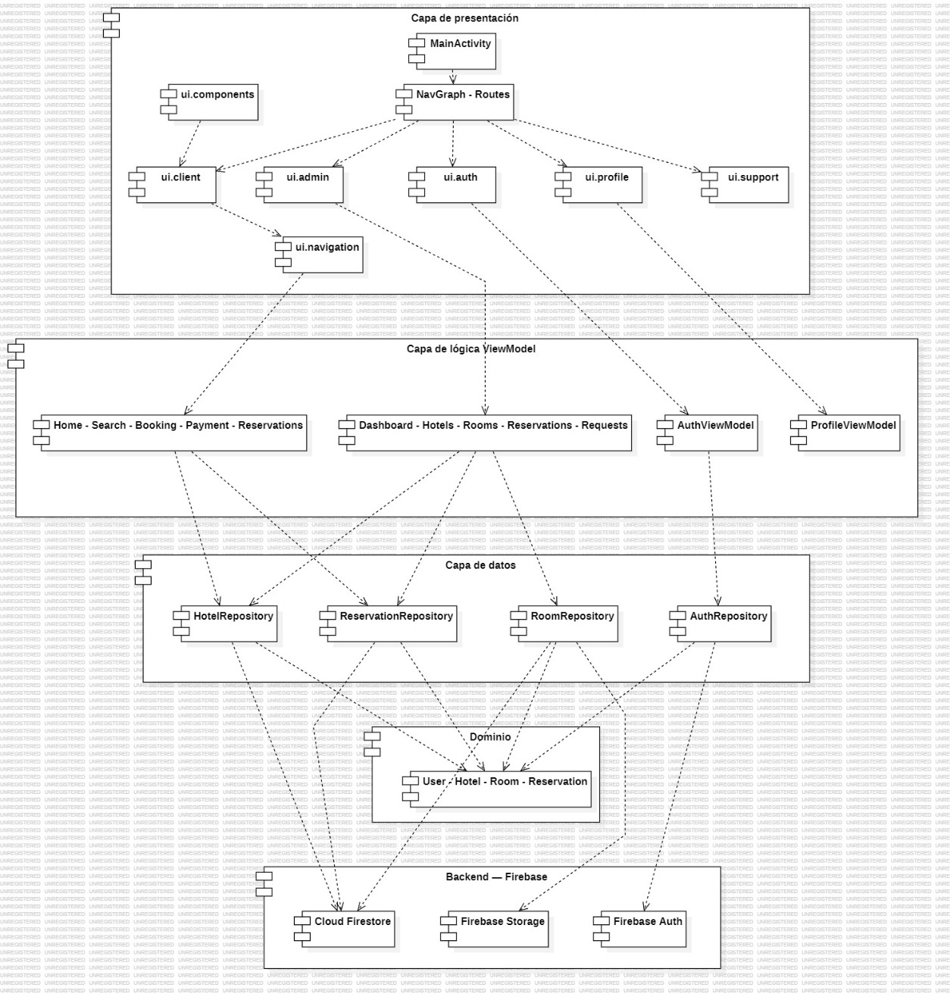 Capa de presentación
MainActivity
ui.components
NavGraph - Routes
ui.client
ui.admin
ui.auth
ui.profile
ui.support
ui.navigation
Capa de lógica ViewModel
Home - Search - Booking - Payment - Reservations
Dashboard - Hotels - Rooms - Reservations - Requests
AuthViewModel
ProfileViewModel
Capa de datos
HotelRepository
ReservationRepository
RoomRepository
AuthRepository
Dominio
User - Hotel - Room - Reservation
Backend — Firebase
Cloud Firestore
Firebase Storage
Firebase Auth
UNREGISTERED